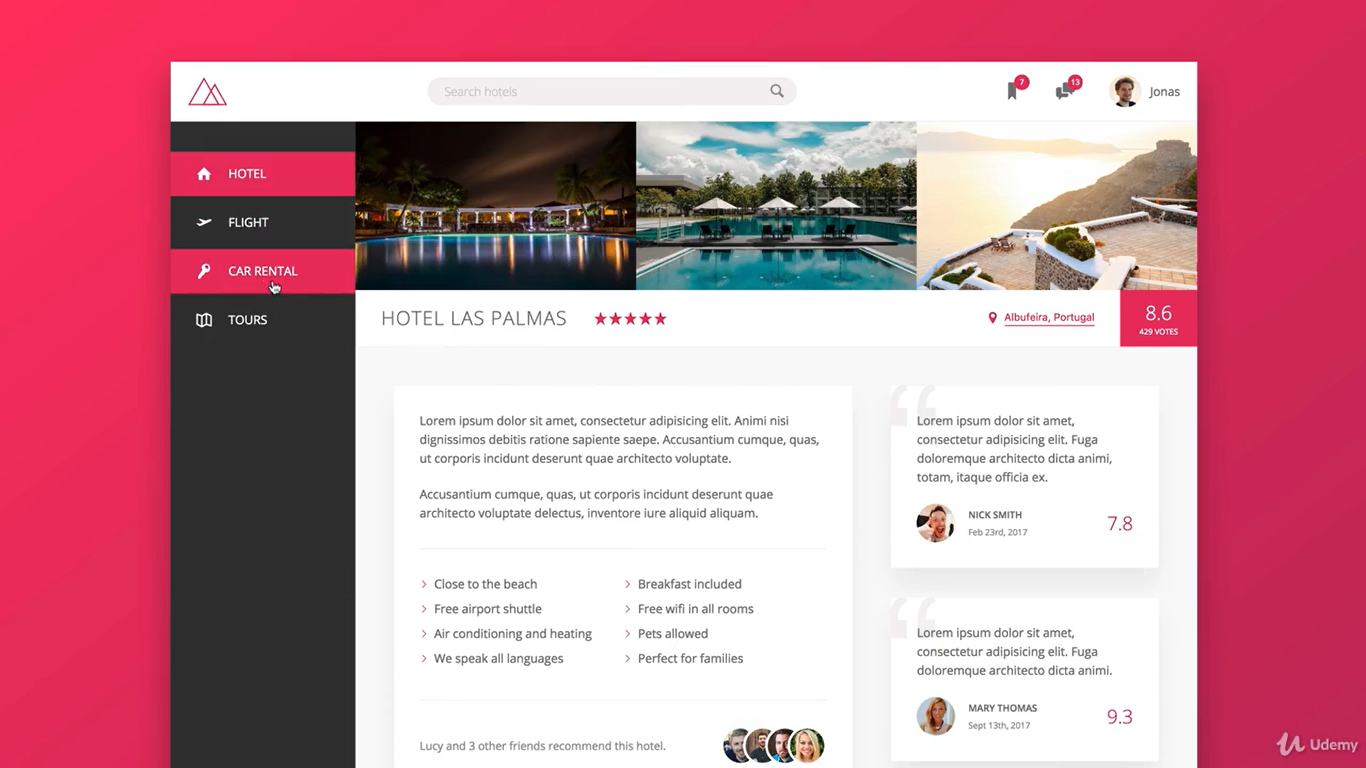 Search hotels
7
13
Jonas
HOTEL
FLIGHT
CAR RENTAL
TOURS
HOTEL LAS PALMAS
Albufeira, Portugal
8.6
429 VOTES
Lorem ipsum dolor sit amet, consectetur adipisicing elit. Animi nisi
dignissimos debitis ratione sapiente saepe. Accusantium cumque, quas,
ut corporis incidunt deserunt quae architecto voluptate.
Accusantium cumque, quas, ut corporis incidunt deserunt quae
architecto voluptate delectus, inventore iure aliquid aliquam.
Close to the beach
Free airport shuttle
Air conditioning and heating
We speak all languages
Breakfast included
Free wifi in all rooms
Pets allowed
Perfect for families
Lucy and 3 other friends recommend this hotel.
Lorem ipsum dolor sit amet,
consectetur adipisicing elit. Fuga
doloremque architecto dicta animi,
totam, itaque officia ex.
NICK SMITH
Feb 23rd, 2017
7.8
Lorem ipsum dolor sit amet,
consectetur adipisicing elit. Fuga
doloremque architecto dicta animi.
MARY THOMAS
Sept 13th, 2017
9.3
Udemy